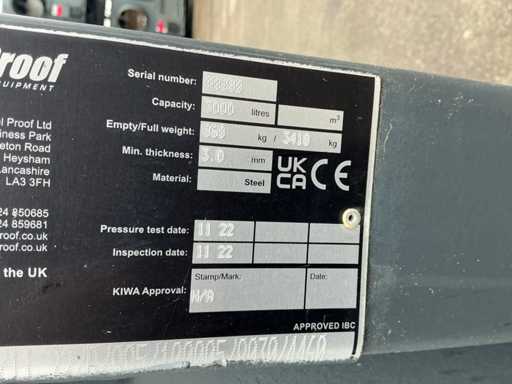 Proof
EQUIPMENT
l Proof Ltd
iness Park
eton Road
Heysham
Lancashire
LA3 3FH
24 850685
24 859681
roof.co.uk
roof.co.uk
the UK
Serial number:
Capacity: litres m³
Empty/Full weight: kg / 3410 kg
Min. thickness: 3.0 mm
Material: Steel
UK CA CE
Pressure test date: 11 22
Inspection date: 11 22
Stamp/Mark: Date:
KIWA Approval: N/A
APPROVED IBC